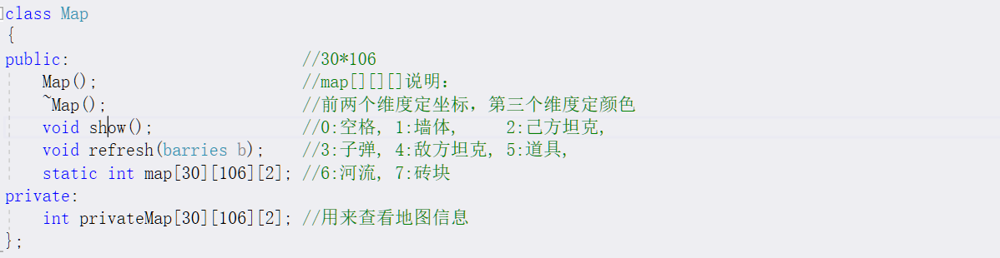 class Map
{
public: //30*106
Map(); //map[][][]说明:
~Map(); //前两个维度定坐标，第三个维度定颜色
void show(); //0:空格, 1:墙体, 2:己方坦克,
void refresh(barries b); //3:子弹, 4:敌方坦克, 5:道具,
static int map[30][106][2]; //6:河流, 7:砖块
private:
int privateMap[30][106][2]; //用来查看地图信息
};